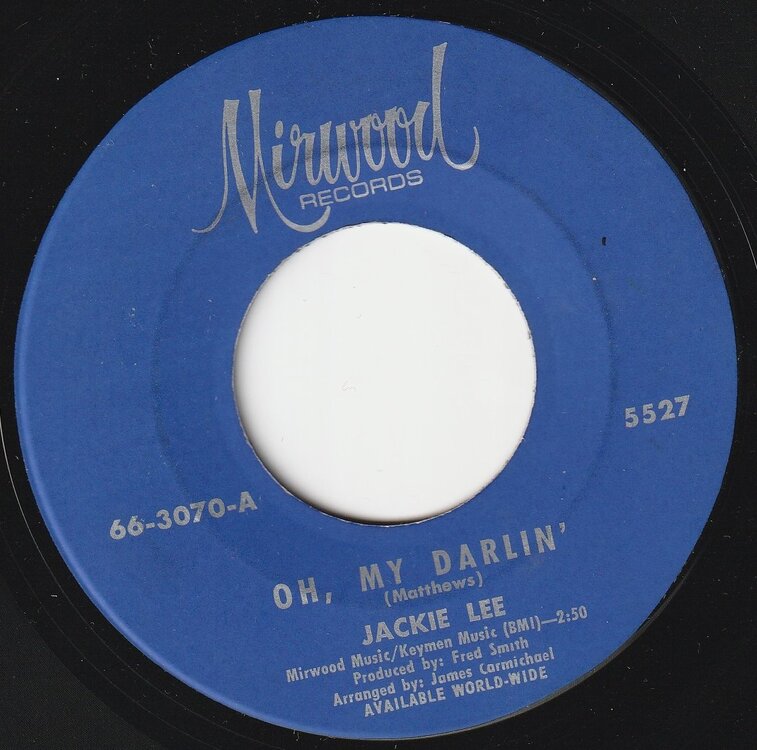 Mirwood
RECORDS
5527
66-3070-A
OH, MY DARLIN'
(Matthews)
JACKIE LEE
Mirwood Music/Keymen Music (BMI)—2:50
Produced by: Fred Smith
Arranged by: James Carmichael
AVAILABLE WORLD-WIDE